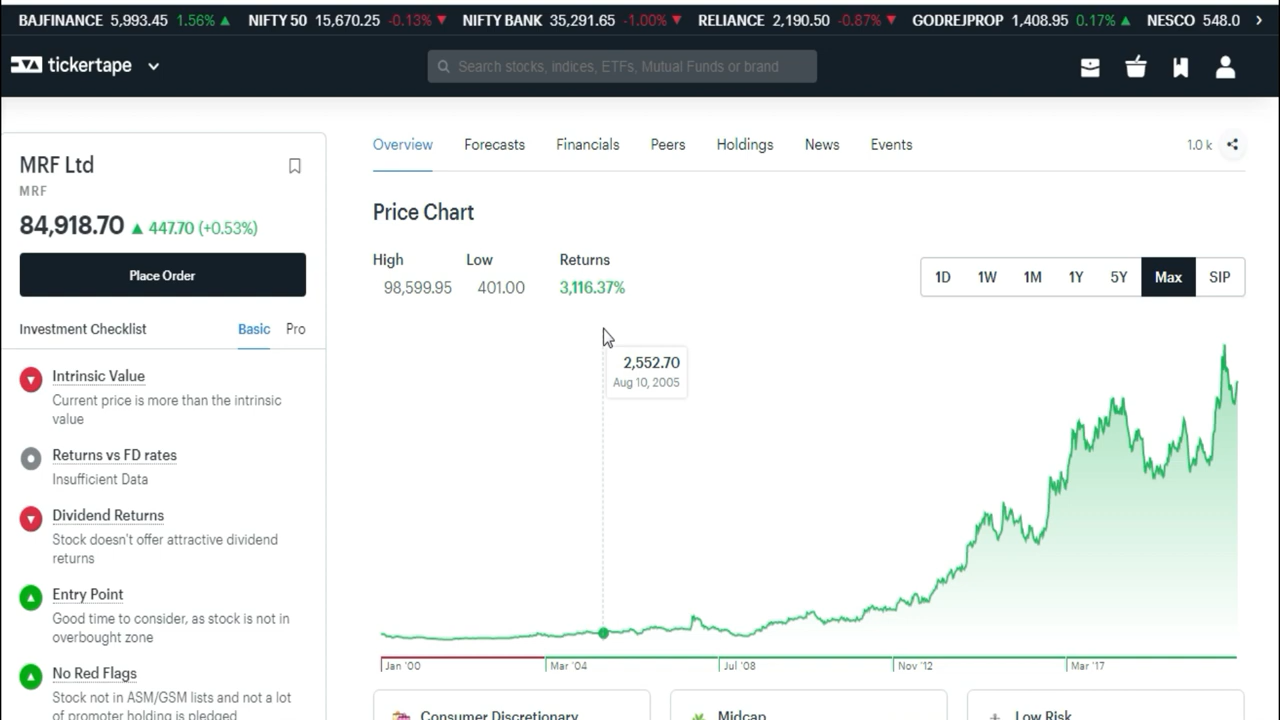 BAJFINANCE 5,993.45 1.56% ▲ NIFTY 50 15,670.25 -0.13% ▼ NIFTY BANK 35,291.65 -1.00% ▼ RELIANCE 2,190.50 -0.87% ▼ GODREJPROP 1,408.95 0.17% ▲ NESCO 548.0
tickertape
Search stocks, indices, ETFs, Mutual Funds or brand
MRF Ltd
MRF
84,918.70 ▲ 447.70 (+0.53%)
Place Order
Investment Checklist Basic Pro
Intrinsic Value
Current price is more than the intrinsic
value
Returns vs FD rates
Insufficient Data
Dividend Returns
Stock doesn't offer attractive dividend
returns
Entry Point
Good time to consider, as stock is not in
overbought zone
No Red Flags
Stock not in ASM/GSM lists and not a lot
of promoter holding is pledged
Overview Forecasts Financials Peers Holdings News Events 1.0 k
Price Chart
High Low Returns
98,599.95 401.00 3,116.37%
1D 1W 1M 1Y 5Y Max SIP
2,552.70
Aug 10, 2005
Jan '00 Mar '04 Jul '08 Nov '12 Mar '17
Consumer Discretionary Midcap Low Risk